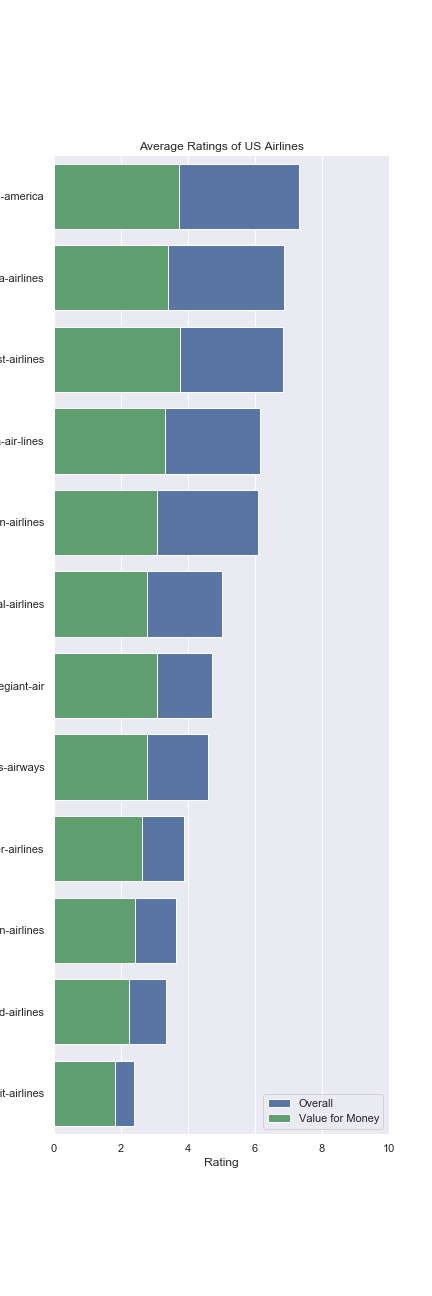 Average Ratings of US Airlines
-america
a-airlines
st-airlines
-air-lines
n-airlines
al-airlines
egiant-air
s-airways
r-airlines
n-airlines
d-airlines
it-airlines
Overall
Value for Money
0 2 4 6 8 10
Rating